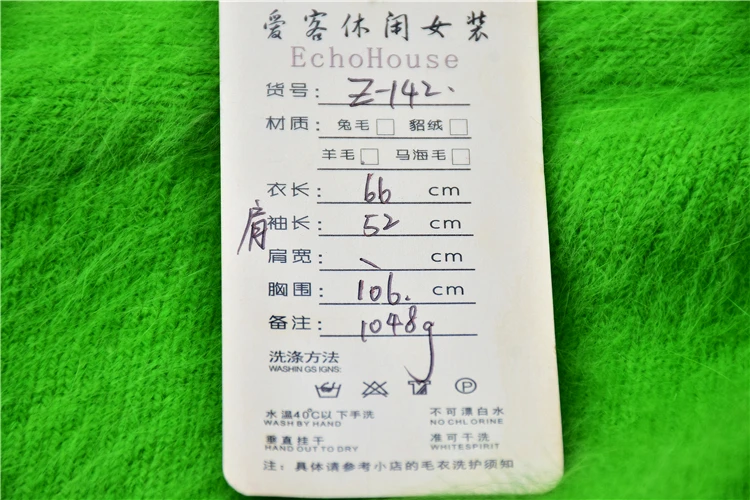 爱客休闲女装
EchoHouse
货号: Z-142.
材质: 兔毛 貂绒
羊毛 马海毛
衣长: 66 cm
肩袖长: 52 cm
肩宽: 、 cm
胸围: 106. cm
备注: 1048g
洗涤方法
WASHIN GS IGNS:
P
水温40℃以下手洗 不可漂白水
WASH BY HAND NO CHLORINE
垂直挂干 准可干洗
HAND OUT TO DRY WHITESPIRIT
注: 具体请参考小店的毛衣洗护须知